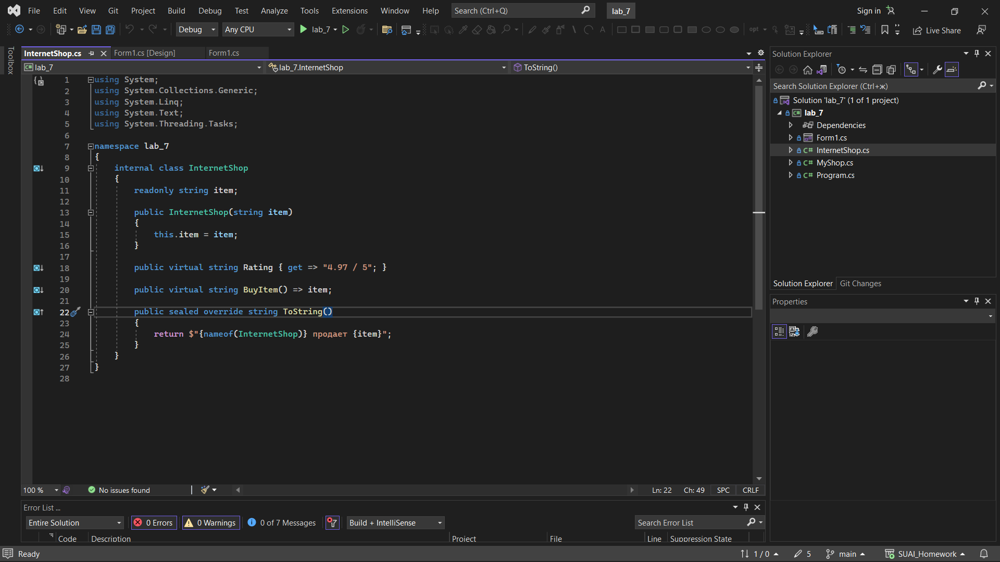 File Edit View Git Project Build Debug Test Analyze Tools Extensions Window Help Search (Ctrl+Q) lab_7 Sign in
Debug Any CPU lab_7 opt Live Share
Toolbox
InternetShop.cs Form1.cs [Design] Form1.cs
lab_7 lab_7.InternetShop ToString()
1 using System;
2 using System.Collections.Generic;
3 using System.Linq;
4 using System.Text;
5 using System.Threading.Tasks;
6
7 namespace lab_7
8 {
9 internal class InternetShop
10 {
11 readonly string item;
12
13 public InternetShop(string item)
14 {
15 this.item = item;
16 }
17
18 public virtual string Rating { get => "4.97 / 5"; }
19
20 public virtual string BuyItem() => item;
21
22 public sealed override string ToString()
23 {
24 return $"{nameof(InternetShop)} продает {item}";
25 }
26 }
27 }
28
100 % No issues found Ln: 22 Ch: 49 SPC CRLF
Error List ...
Entire Solution 0 Errors 0 Warnings 0 of 7 Messages Build + IntelliSense Search Error List
Code Description Project File Line Suppression State
Solution Explorer
Search Solution Explorer (Ctrl+ж)
Solution 'lab_7' (1 of 1 project)
lab_7
Dependencies
Form1.cs
C# InternetShop.cs
C# MyShop.cs
C# Program.cs
Solution Explorer Git Changes
Properties
Ready 1 / 0 5 main SUAI_Homework